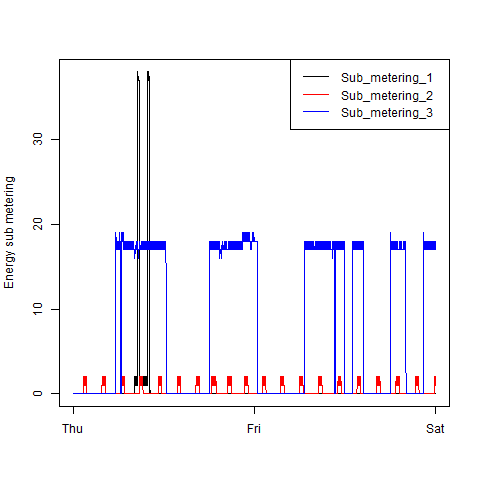 Sub_metering_1
Sub_metering_2
Sub_metering_3
Energy sub metering
30
20
10
0
Thu
Fri
Sat